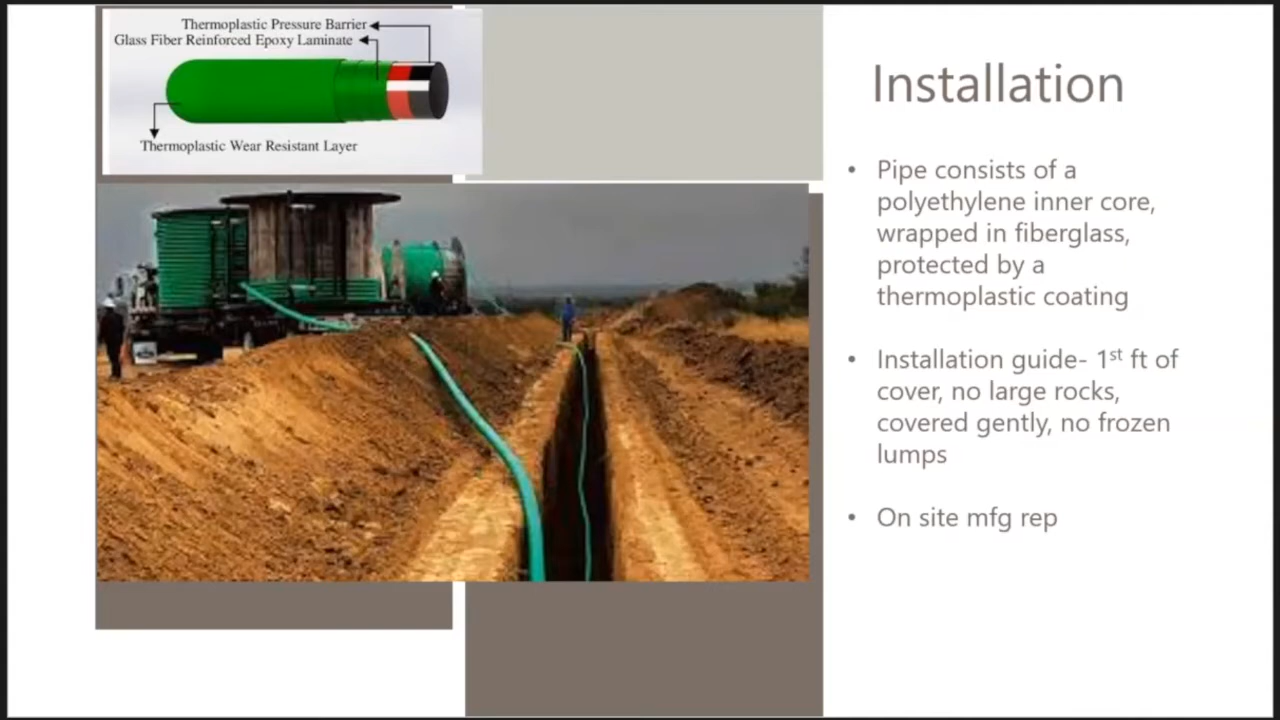 Thermoplastic Pressure Barrier
Glass Fiber Reinforced Epoxy Laminate
Thermoplastic Wear Resistant Layer
Installation
• Pipe consists of a
polyethylene inner core,
wrapped in fiberglass,
protected by a
thermoplastic coating
• Installation guide- 1st ft of
cover, no large rocks,
covered gently, no frozen
lumps
• On site mfg rep